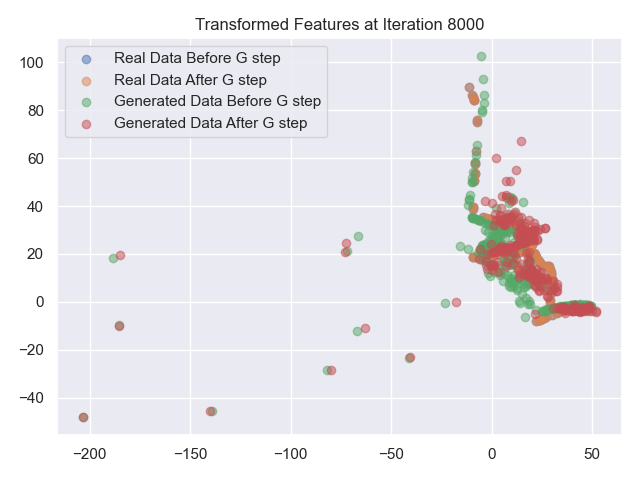 Transformed Features at Iteration 8000
Real Data Before G step
Real Data After G step
Generated Data Before G step
Generated Data After G step
100
80
60
40
20
0
−20
−40
−200 −150 −100 −50 0 50